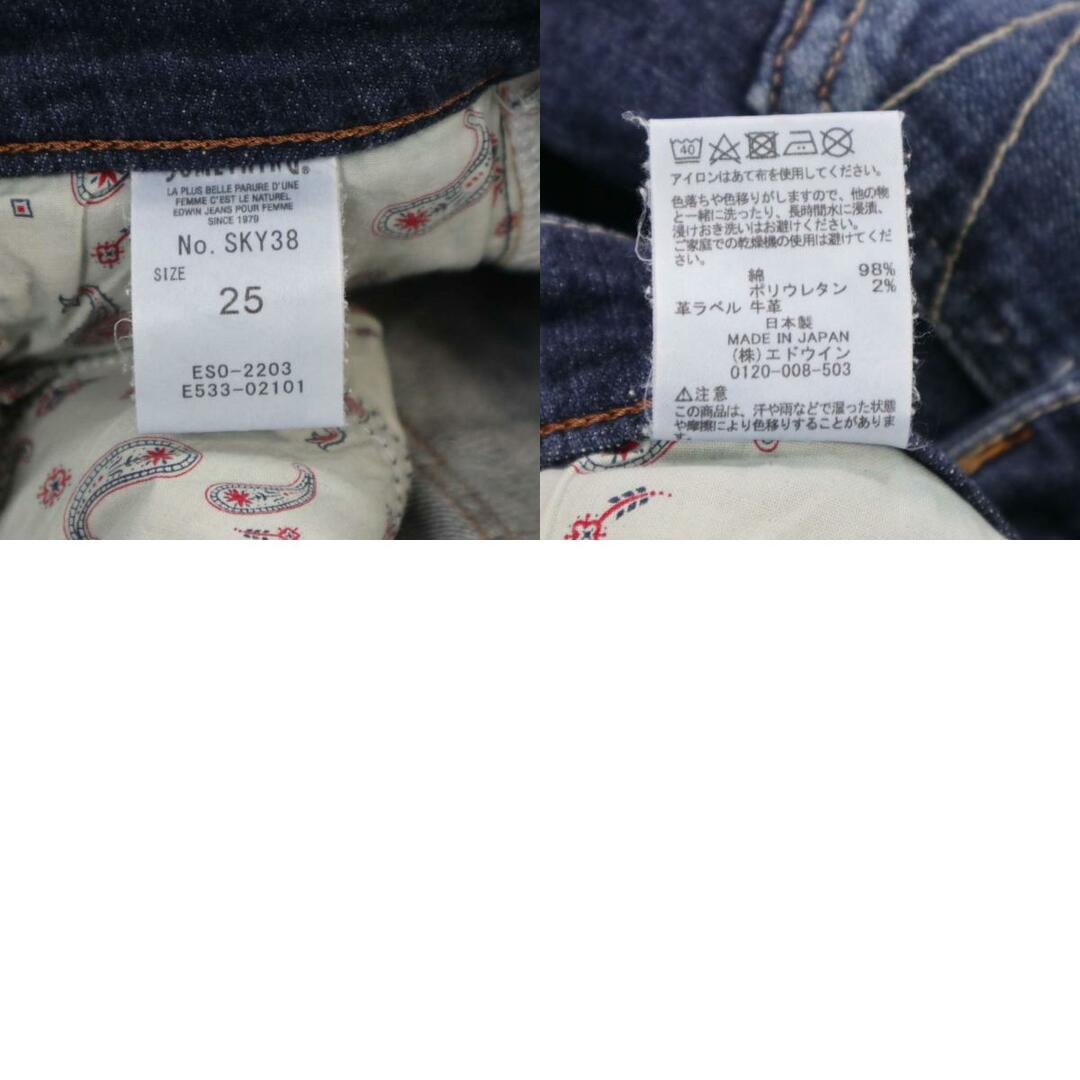 SOMETHING®
LA PLUS BELLE PARURE D'UNE
FEMME C'EST LE NATUREL
EDWIN JEANS POUR FEMME
SINCE 1979
No. SKY38
SIZE
25
ES0-2203
E533-02101
40
アイロンはあて布を使用してください。
色落ちや色移りがしますので、他の物
と一緒に洗ったり、長時間水に浸漬、
浸けおき洗いはお避けください。
ご家庭での乾燥機の使用は避けてくだ
さい。
綿 98%
ポリウレタン 2%
革ラベル 牛革
日本製
MADE IN JAPAN
(株)エドウイン
0120-008-503
⚠注意
この商品は、汗や雨などで湿った状態
や摩擦により色移りすることがありま